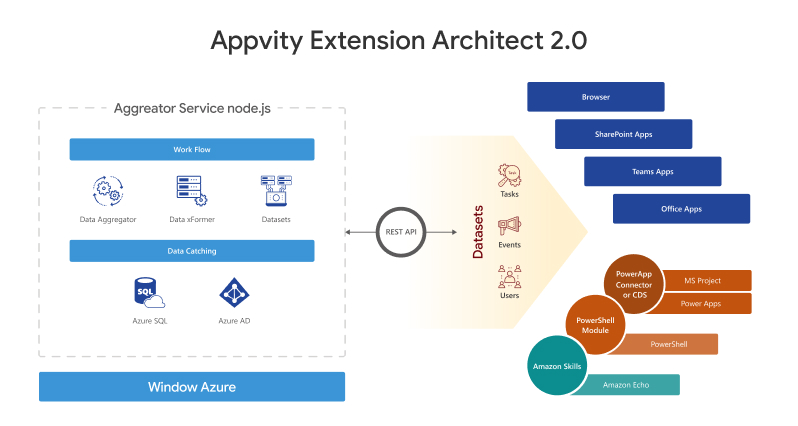 Appvity Extension Architect 2.0
Aggreator Service node.js
Work Flow
Data Aggregator
Data xFormer
Datasets
Data Catching
SQL
Azure SQL
Azure AD
Window Azure
REST API
Datasets
Tasks
Tasks
Events
Users
Browser
SharePoint Apps
Teams Apps
Office Apps
PowerApp
Connector
or CDS
MS Project
Power Apps
PowerShell
Module
PowerShell
Amazon Skills
Amazon Echo